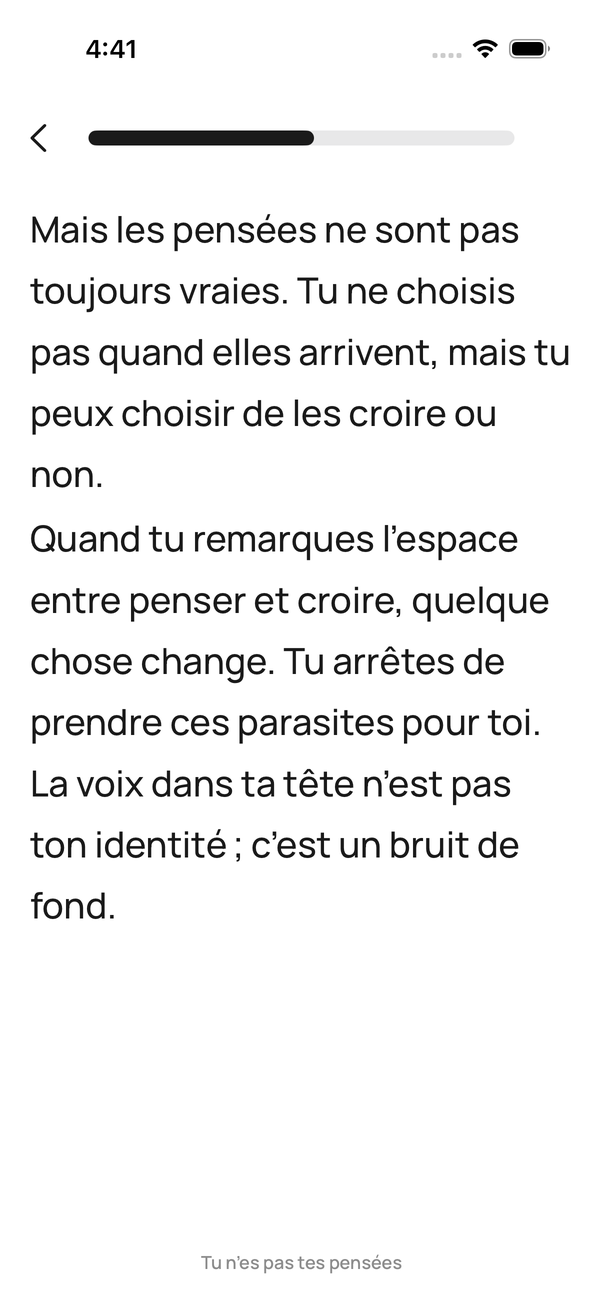 4:41
Mais les pensées ne sont pas
toujours vraies. Tu ne choisis
pas quand elles arrivent, mais tu
peux choisir de les croire ou
non.
Quand tu remarques l’espace
entre penser et croire, quelque
chose change. Tu arrêtes de
prendre ces parasites pour toi.
La voix dans ta tête n’est pas
ton identité ; c’est un bruit de
fond.
Tu n’es pas tes pensées